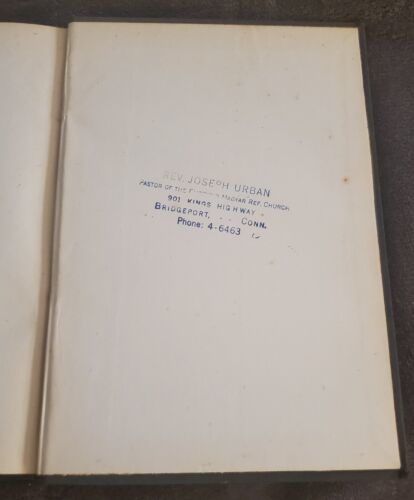 REV. JOSEPH URBAN
PASTOR OF THE MAGYAR REF. CHURCH
901 KINGS HIGHWAY
BRIDGEPORT, CONN.
Phone: 4-6463